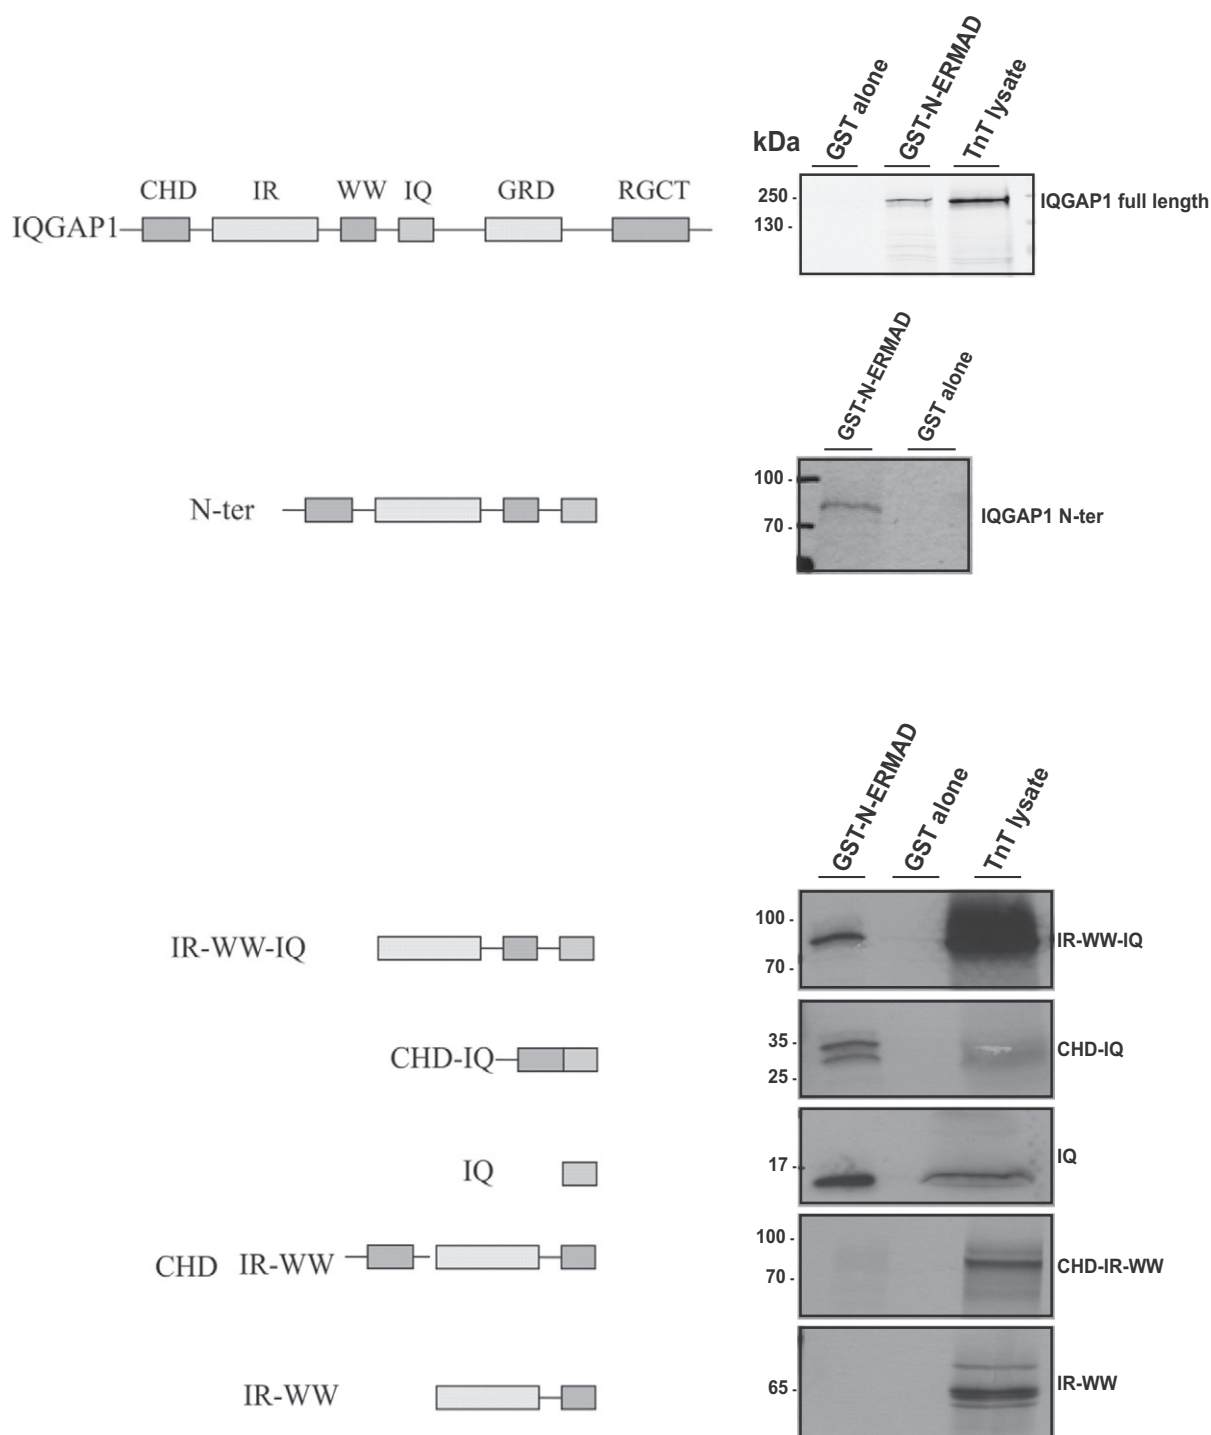 GST alone
GST-N-ERMAD
TnT lysate
kDa
CHD IR WW IQ GRD RGCT
IQGAP1
250 -
130 -
IQGAP1 full length
GST-N-ERMAD
GST alone
N-ter
100 -
70 -
IQGAP1 N-ter
GST-N-ERMAD
GST alone
TnT lysate
IR-WW-IQ
100 -
70 -
IR-WW-IQ
CHD-IQ
35 -
25 -
CHD-IQ
IQ
17 -
IQ
CHD IR-WW
100 -
70 -
CHD-IR-WW
IR-WW
65 -
IR-WW